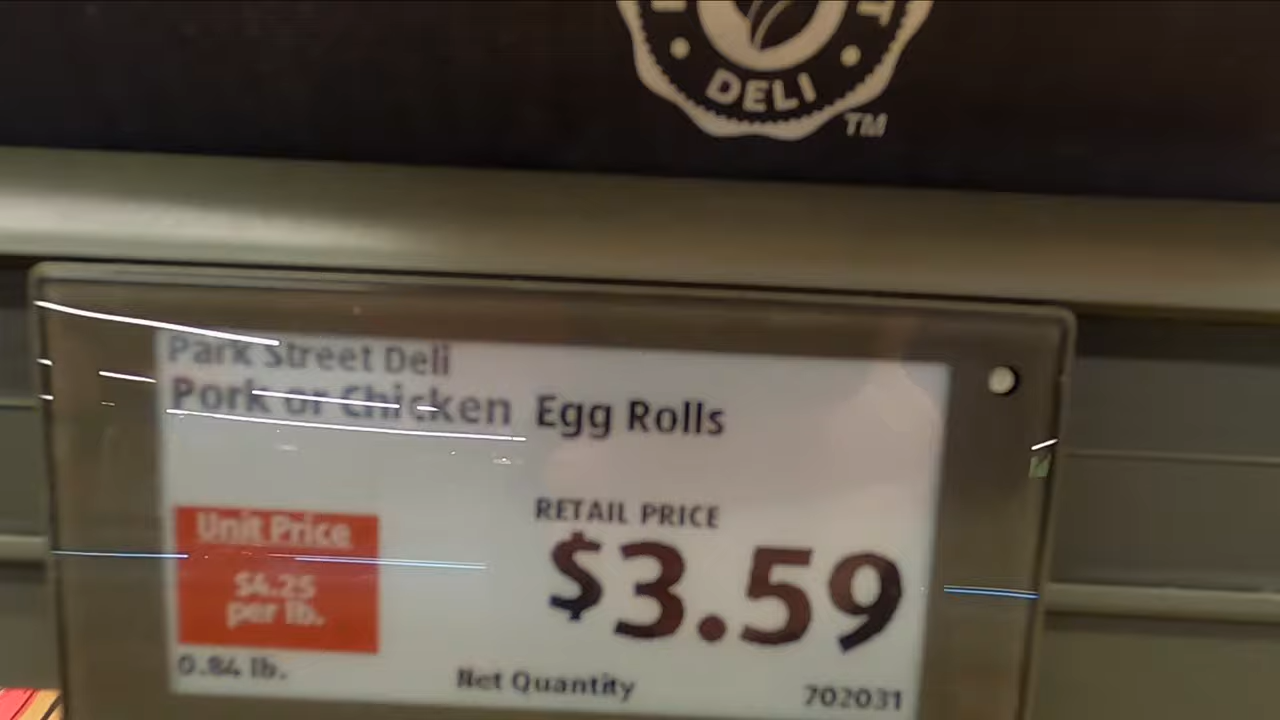 DELI
TM
Park Street Deli
Pork or Chicken Egg Rolls
Unit Price
$4.25
per lb.
RETAIL PRICE
$3.59
0.84 lb.
Net Quantity
702031